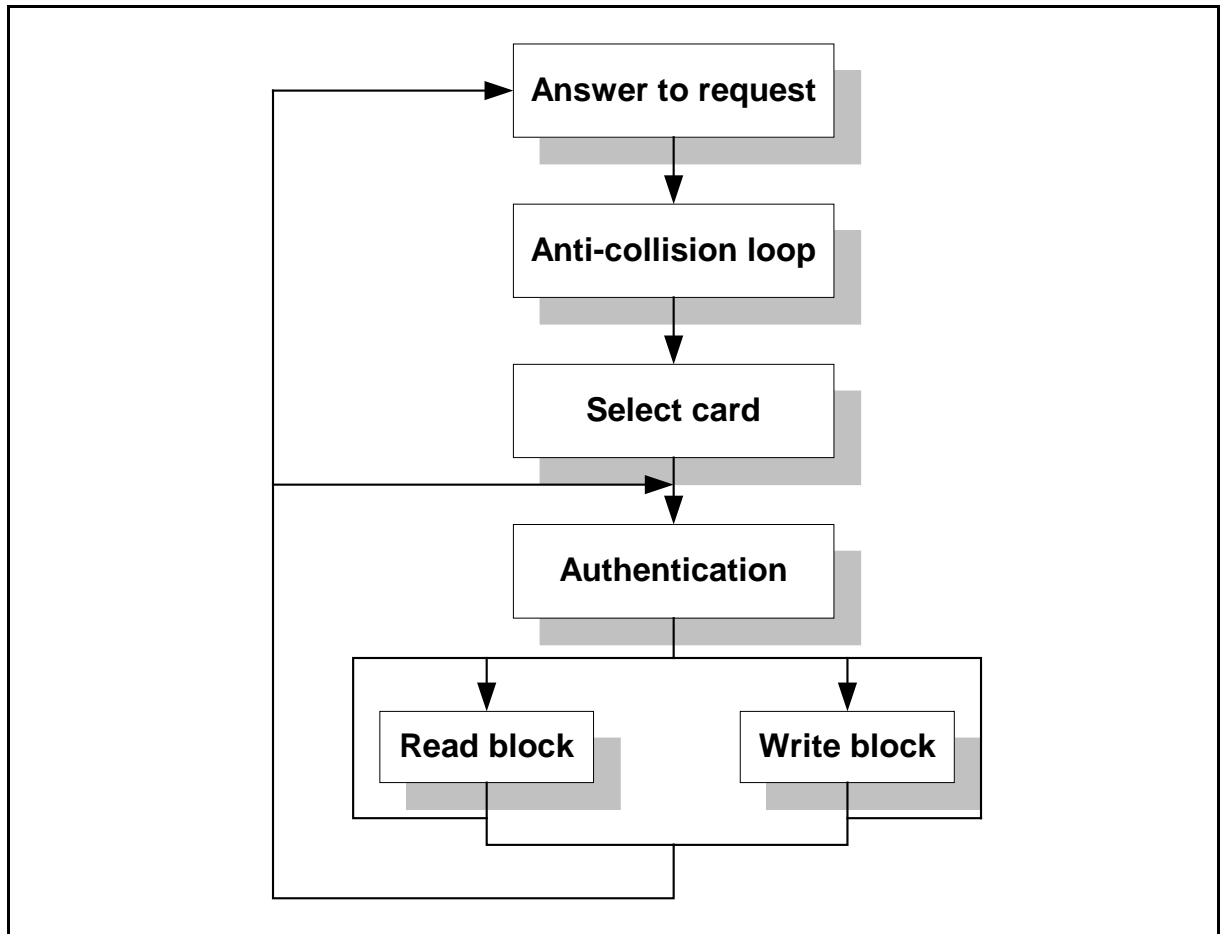 Answer to request
Anti-collision loop
Select card
Authentication
Read block
Write block